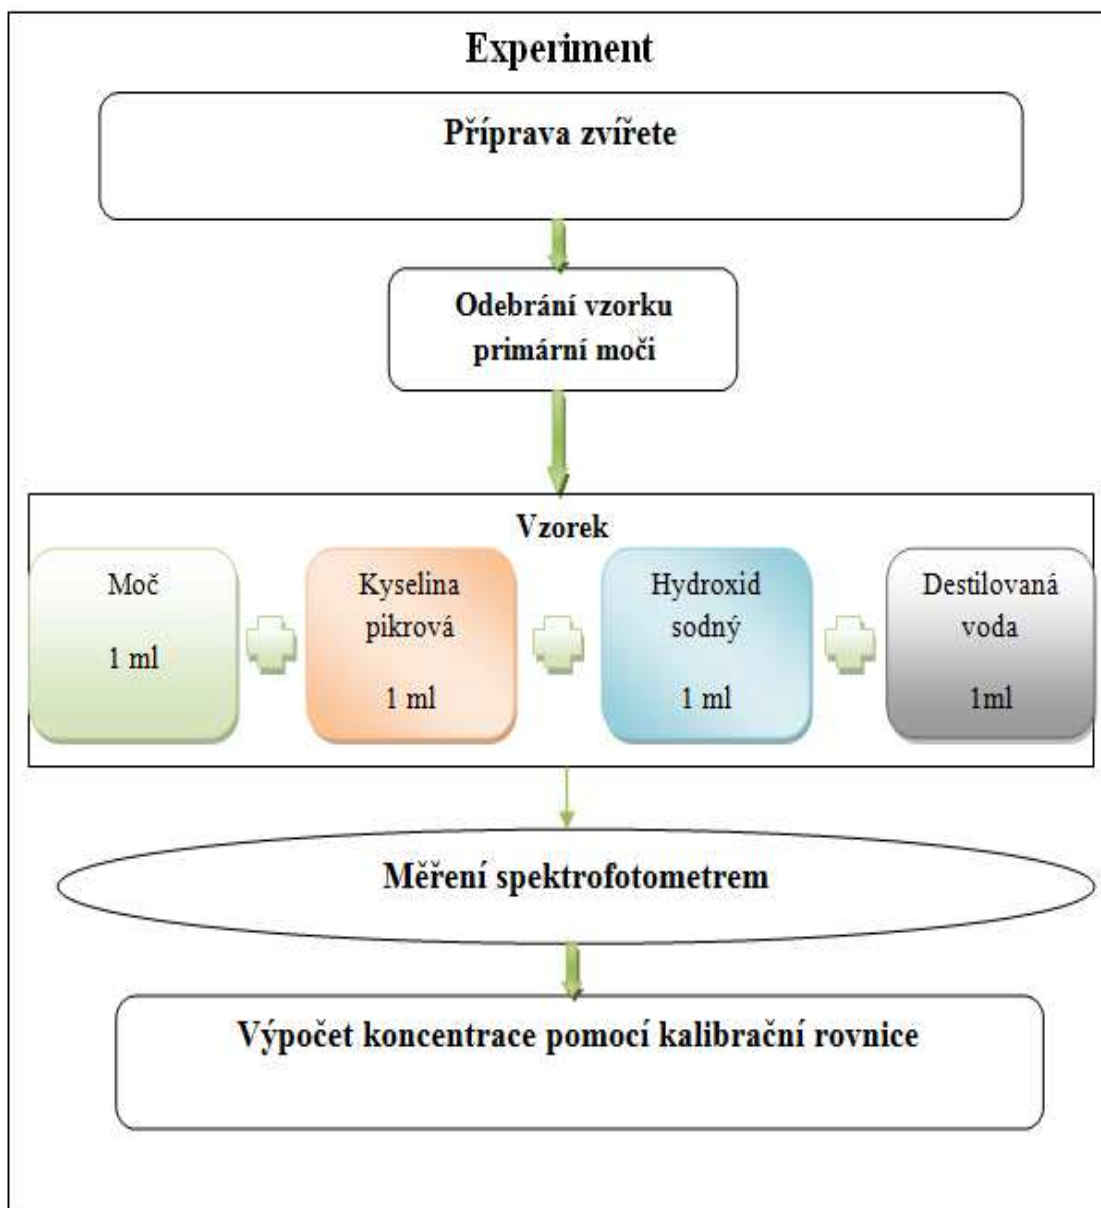 Experiment
Příprava zvířete
Odebrání vzorku
primární moči
Vzorek
Moč
1 ml
Kyselina
pikrová
1 ml
Hydroxid
sodný
1 ml
Destilovaná
voda
1ml
Měření spektrofotometrem
Výpočet koncentrace pomocí kalibrační rovnice